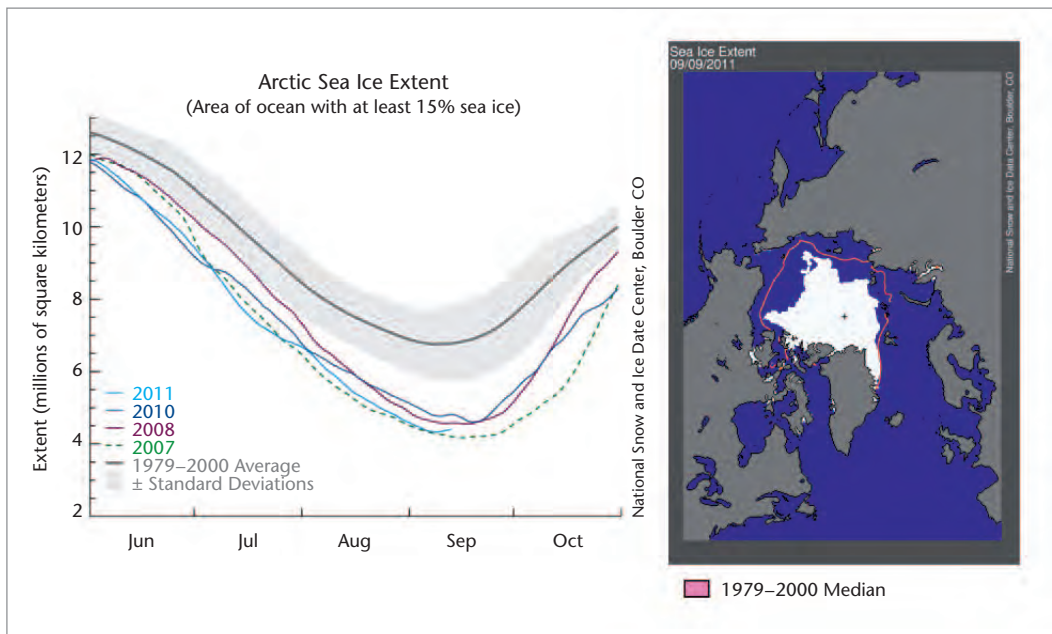 Arctic Sea Ice Extent
(Area of ocean with at least 15% sea ice)
Extent (millions of square kilometers)
12
10
8
6
4
2
2011
2010
2008
2007
1979–2000 Average
± Standard Deviations
Jun
Jul
Aug
Sep
Oct
National Snow and Ice Date Center, Boulder CO
Sea Ice Extent
09/09/2011
National Snow and Ice Data Center, Boulder, CO
1979–2000 Median